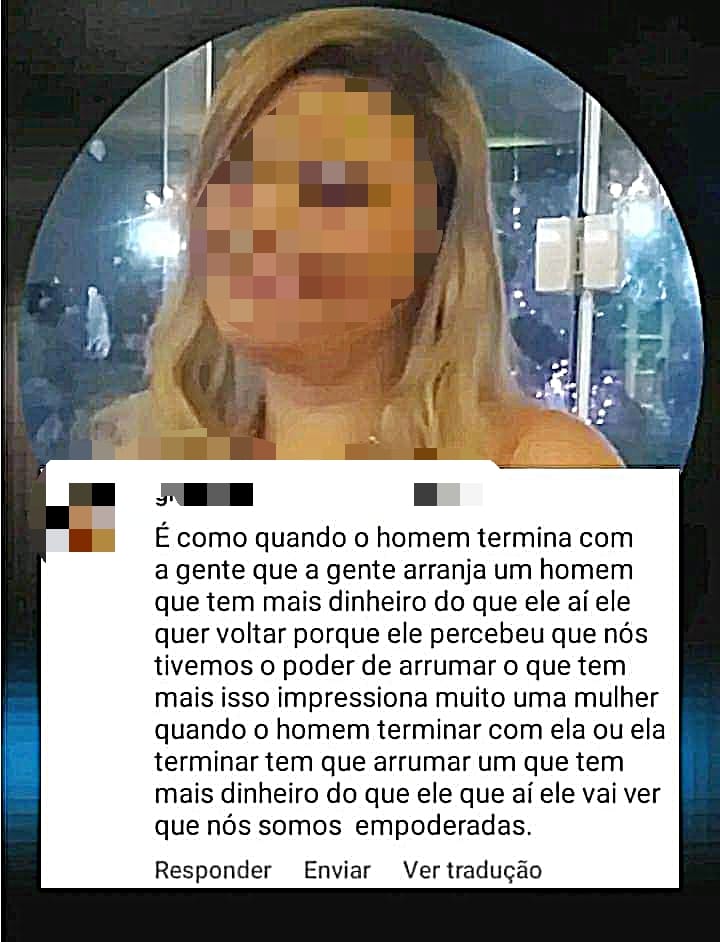 É como quando o homem termina com
a gente que a gente arranja um homem
que tem mais dinheiro do que ele aí ele
quer voltar porque ele percebeu que nós
tivemos o poder de arrumar o que tem
mais isso impressiona muito uma mulher
quando o homem terminar com ela ou ela
terminar tem que arrumar um que tem
mais dinheiro do que ele que aí ele vai ver
que nós somos  empoderadas.
Responder Enviar Ver tradução